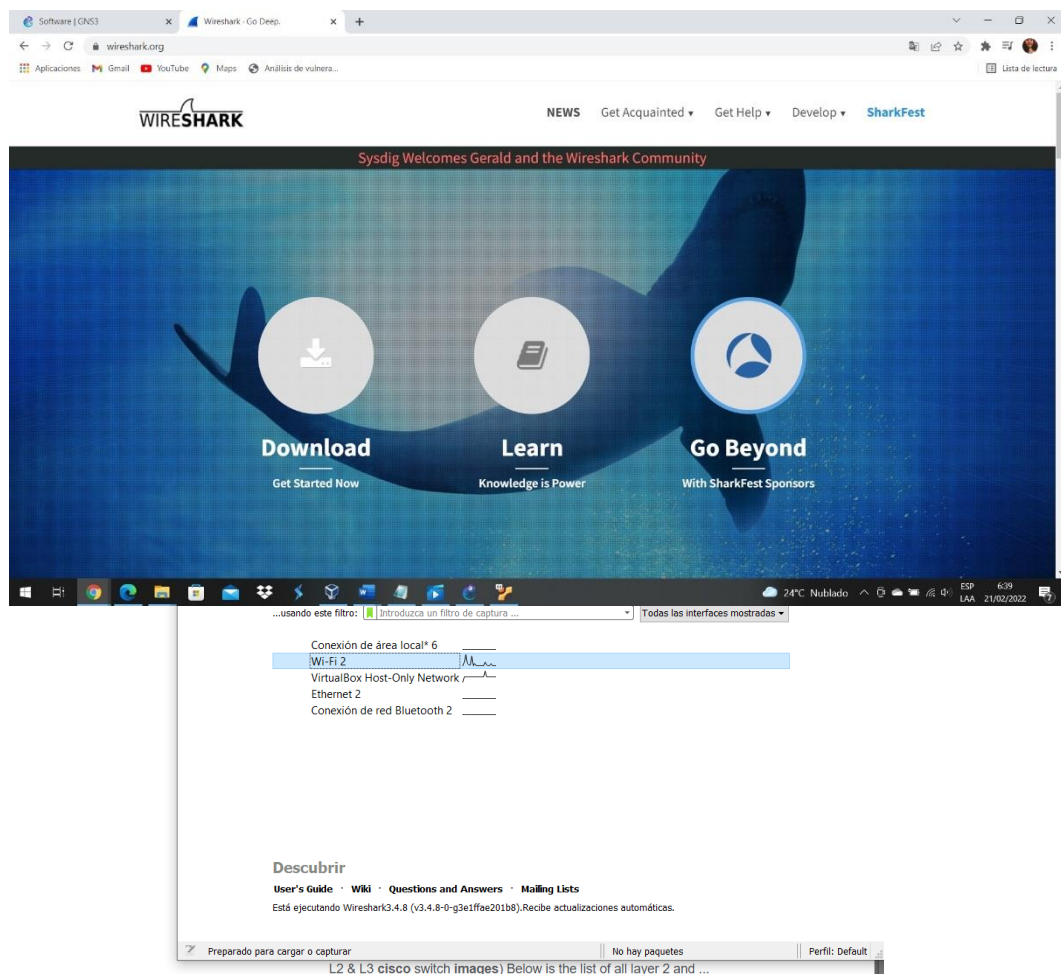 Software | GNS3
Wireshark · Go Deep.
wireshark.org
Aplicaciones Gmail YouTube Maps Análisis de vulnera... Lista de lectura
WIRESHARK
NEWS Get Acquainted ▾ Get Help ▾ Develop ▾ SharkFest
Sysdig Welcomes Gerald and the Wireshark Community
Download Learn Go Beyond
Get Started Now Knowledge is Power With SharkFest Sponsors
24°C Nublado
ESP 6:39
LAA 21/02/2022
...usando este filtro: Introduzca un filtro de captura ... Todas las interfaces mostradas ▾
Conexión de área local* 6
Wi-Fi 2
VirtualBox Host-Only Network
Ethernet 2
Conexión de red Bluetooth 2
Descubrir
User's Guide · Wiki · Questions and Answers · Mailing Lists
Está ejecutando Wireshark3.4.8 (v3.4.8-0-g3e1ffae201b8).Recibe actualizaciones automáticas.
Preparado para cargar o capturar No hay paquetes Perfil: Default
L2 & L3 cisco switch images) Below is the list of all layer 2 and ...